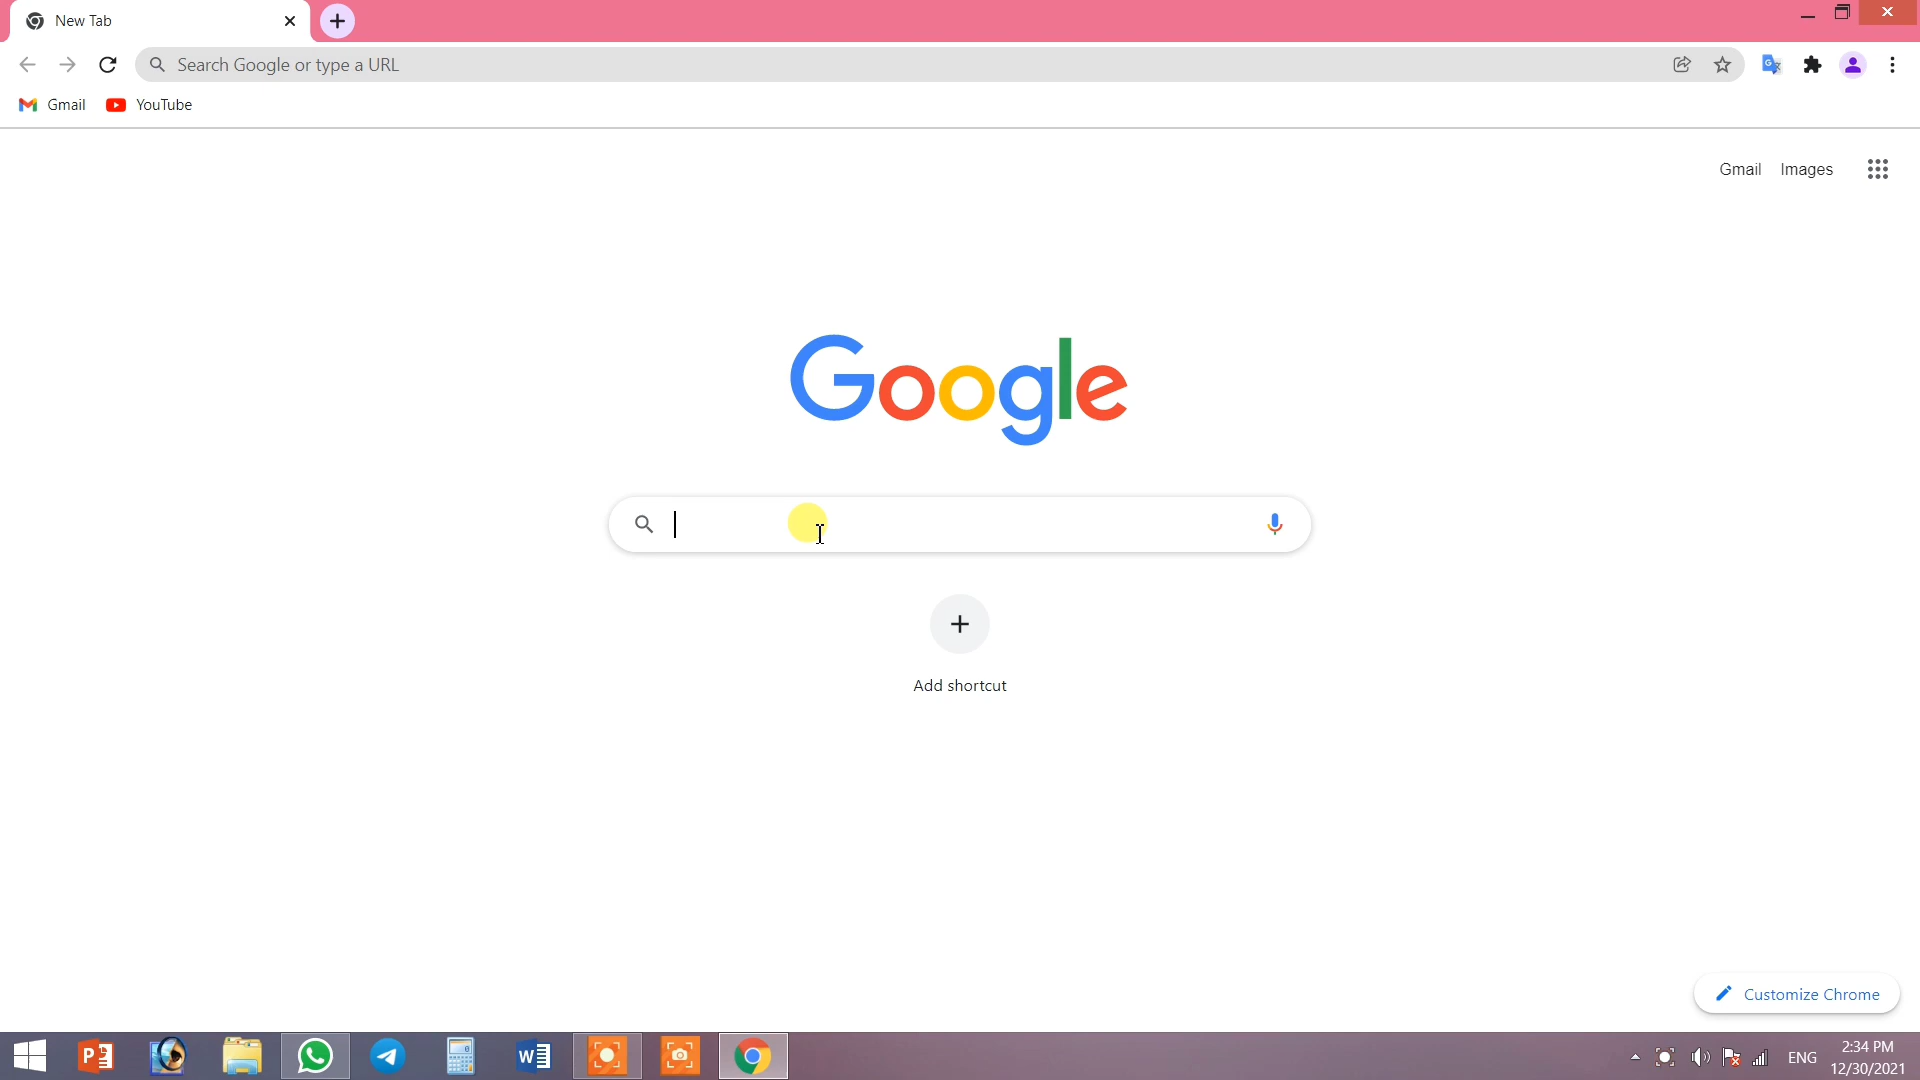 New Tab
Search Google or type a URL
Gmail YouTube
Gmail Images
Google
Add shortcut
Customize Chrome
ENG
2:34 PM
12/30/2021